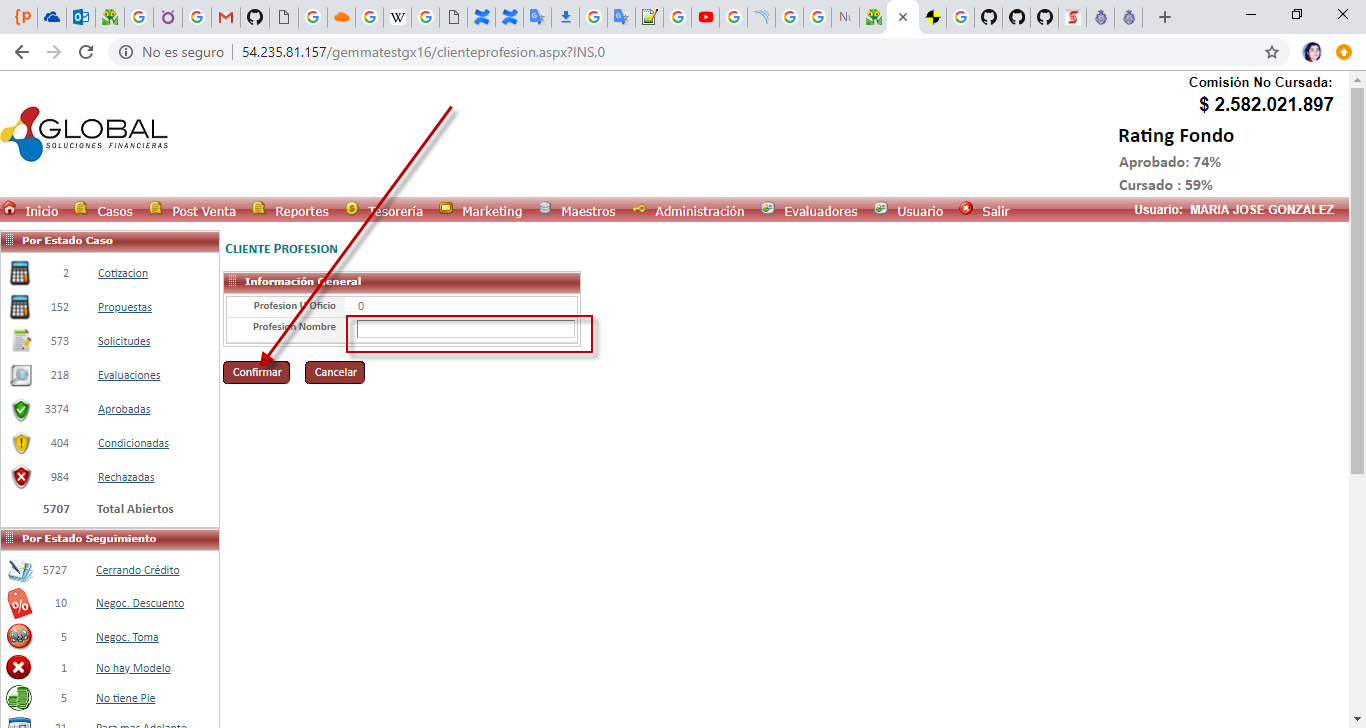 No es seguro
54.235.81.157/gemmatestgx16/clienteprofesion.aspx?INS,0
Comisión No Cursada:
$ 2.582.021.897
GLOBAL
SOLUCIONES FINANCIERAS
Rating Fondo
Aprobado: 74%
Cursado : 59%
Inicio Casos Post Venta Reportes Tesorería Marketing Maestros Administración Evaluadores Usuario Salir Usuario: MARIA JOSE GONZALEZ
Por Estado Caso
2 Cotizacion
152 Propuestas
573 Solicitudes
218 Evaluaciones
3374 Aprobadas
404 Condicionadas
984 Rechazadas
5707 Total Abiertos
Por Estado Seguimiento
5727 Cerrando Crédito
10 Negoc. Descuento
5 Negoc. Toma
1 No hay Modelo
5 No tiene Pie
21 Para mas Adelante
CLIENTE PROFESION
Información General
Profesion U Oficio 0
Profesion Nombre
Confirmar Cancelar